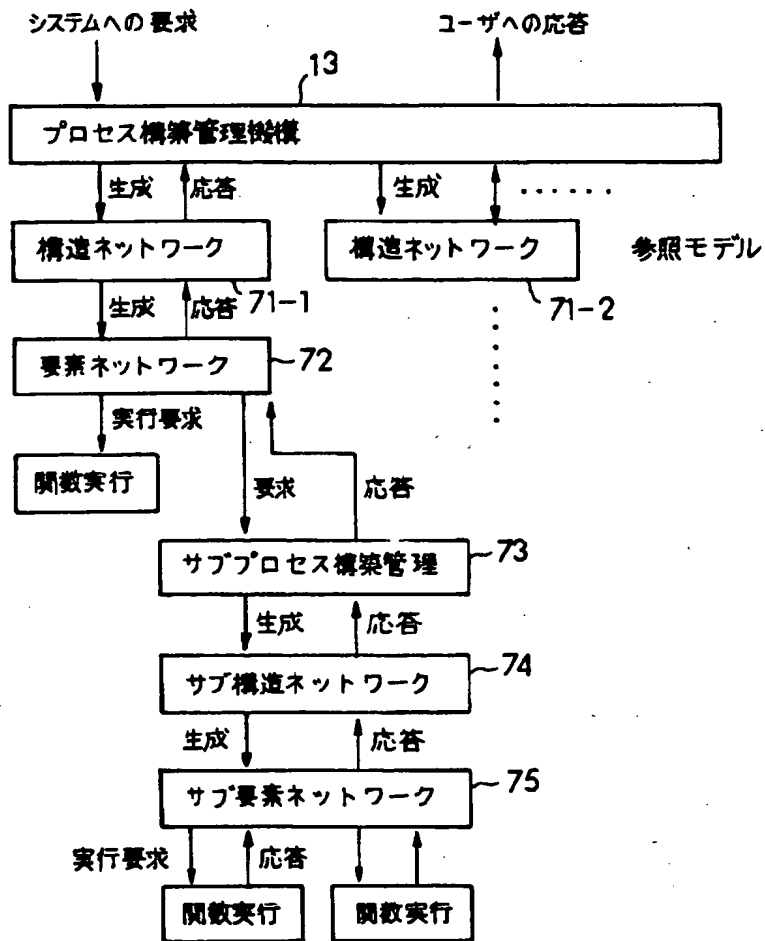 システムへの要求
ユーザへの応答
13
プロセス構築管理機構
生成 応答 生成 ......
構造ネットワーク 構造ネットワーク 参照モデル
71-1 71-2
生成 応答
要素ネットワーク 72
実行要求
関数実行
要求 応答
サブプロセス構築管理 73
生成 応答
サブ構造ネットワーク 74
生成 応答
サブ要素ネットワーク 75
実行要求 応答
関数実行 関数実行